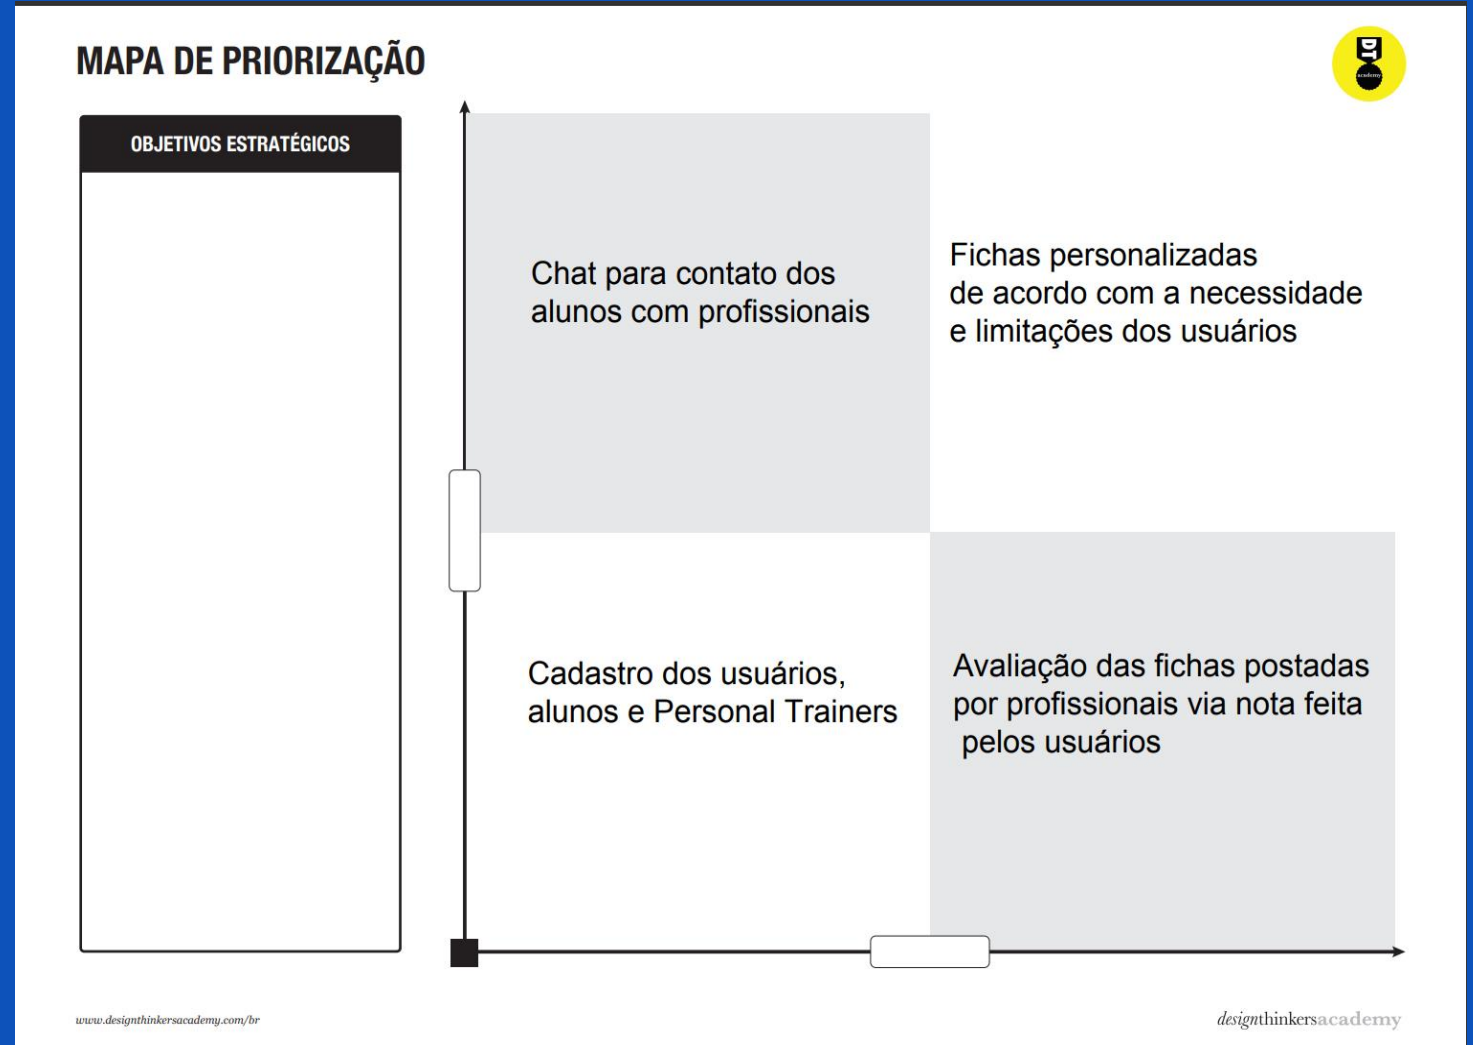 MAPA DE PRIORIZAÇÃO
DT
academy
OBJETIVOS ESTRATÉGICOS
Chat para contato dos
alunos com profissionais
Fichas personalizadas
de acordo com a necessidade
e limitações dos usuários
Cadastro dos usuários,
alunos e Personal Trainers
Avaliação das fichas postadas
por profissionais via nota feita
pelos usuários
www.designthinkersacademy.com/br
designthinkersacademy